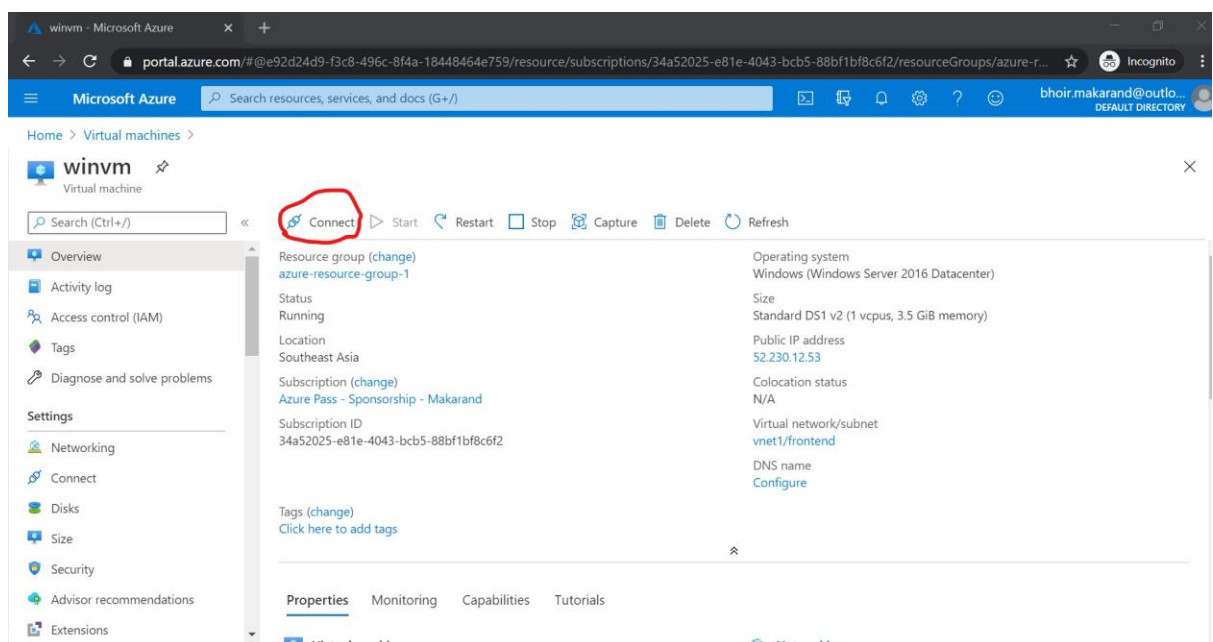 winvm - Microsoft Azure
portal.azure.com/#@e92d24d9-f3c8-496c-8f4a-18448464e759/resource/subscriptions/34a52025-e81e-4043-bcb5-88bf1bf8c6f2/resourceGroups/azure-r... Incognito
Microsoft Azure Search resources, services, and docs (G+/) bhoir.makarand@outlo...
DEFAULT DIRECTORY
Home > Virtual machines >
winvm
Virtual machine
Search (Ctrl+/)
Overview
Activity log
Access control (IAM)
Tags
Diagnose and solve problems
Settings
Networking
Connect
Disks
Size
Security
Advisor recommendations
Extensions
Connect Start Restart Stop Capture Delete Refresh
Resource group (change)
azure-resource-group-1
Status
Running
Location
Southeast Asia
Subscription (change)
Azure Pass - Sponsorship - Makarand
Subscription ID
34a52025-e81e-4043-bcb5-88bf1bf8c6f2
Tags (change)
Click here to add tags
Operating system
Windows (Windows Server 2016 Datacenter)
Size
Standard DS1 v2 (1 vcpus, 3.5 GiB memory)
Public IP address
52.230.12.53
Colocation status
N/A
Virtual network/subnet
vnet1/frontend
DNS name
Configure
Properties Monitoring Capabilities Tutorials